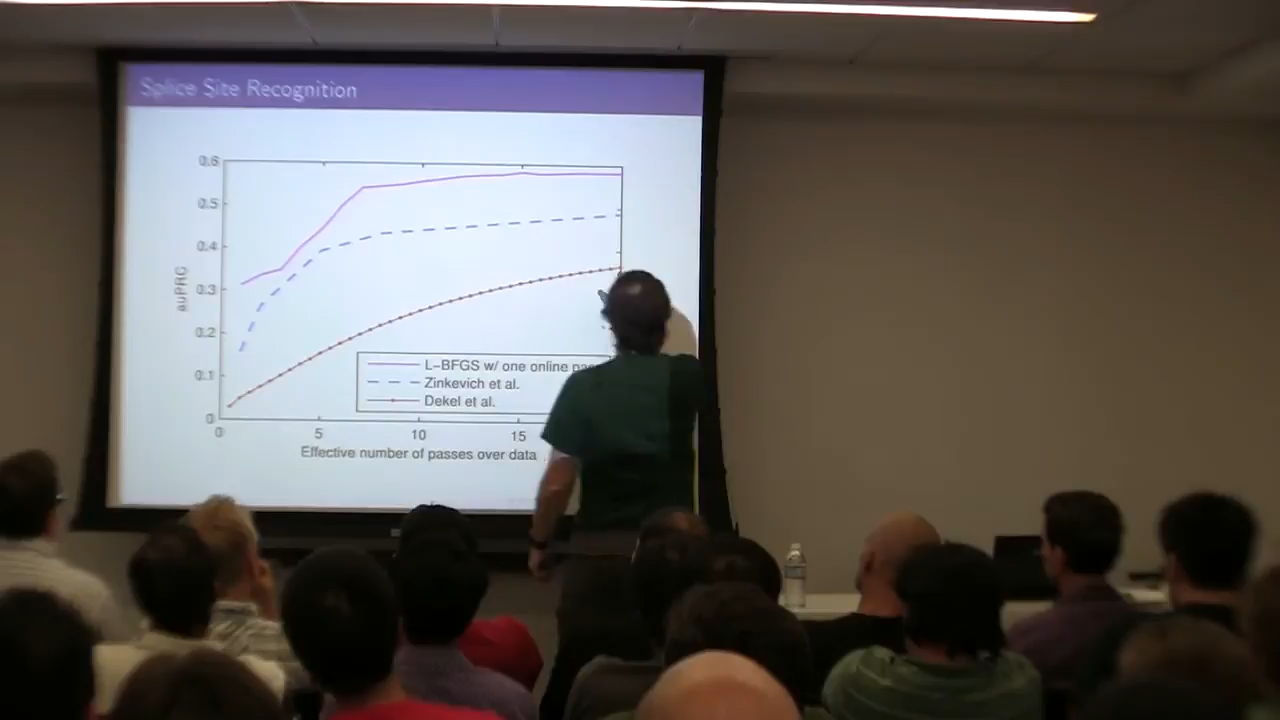 Splice Site Recognition
0.6
0.5
0.4
0.3
0.2
0.1
0
auPRC
L-BFGS w/ one online
Zinkevich et al.
Dekel et al.
0 5 10 15
Effective number of passes over data